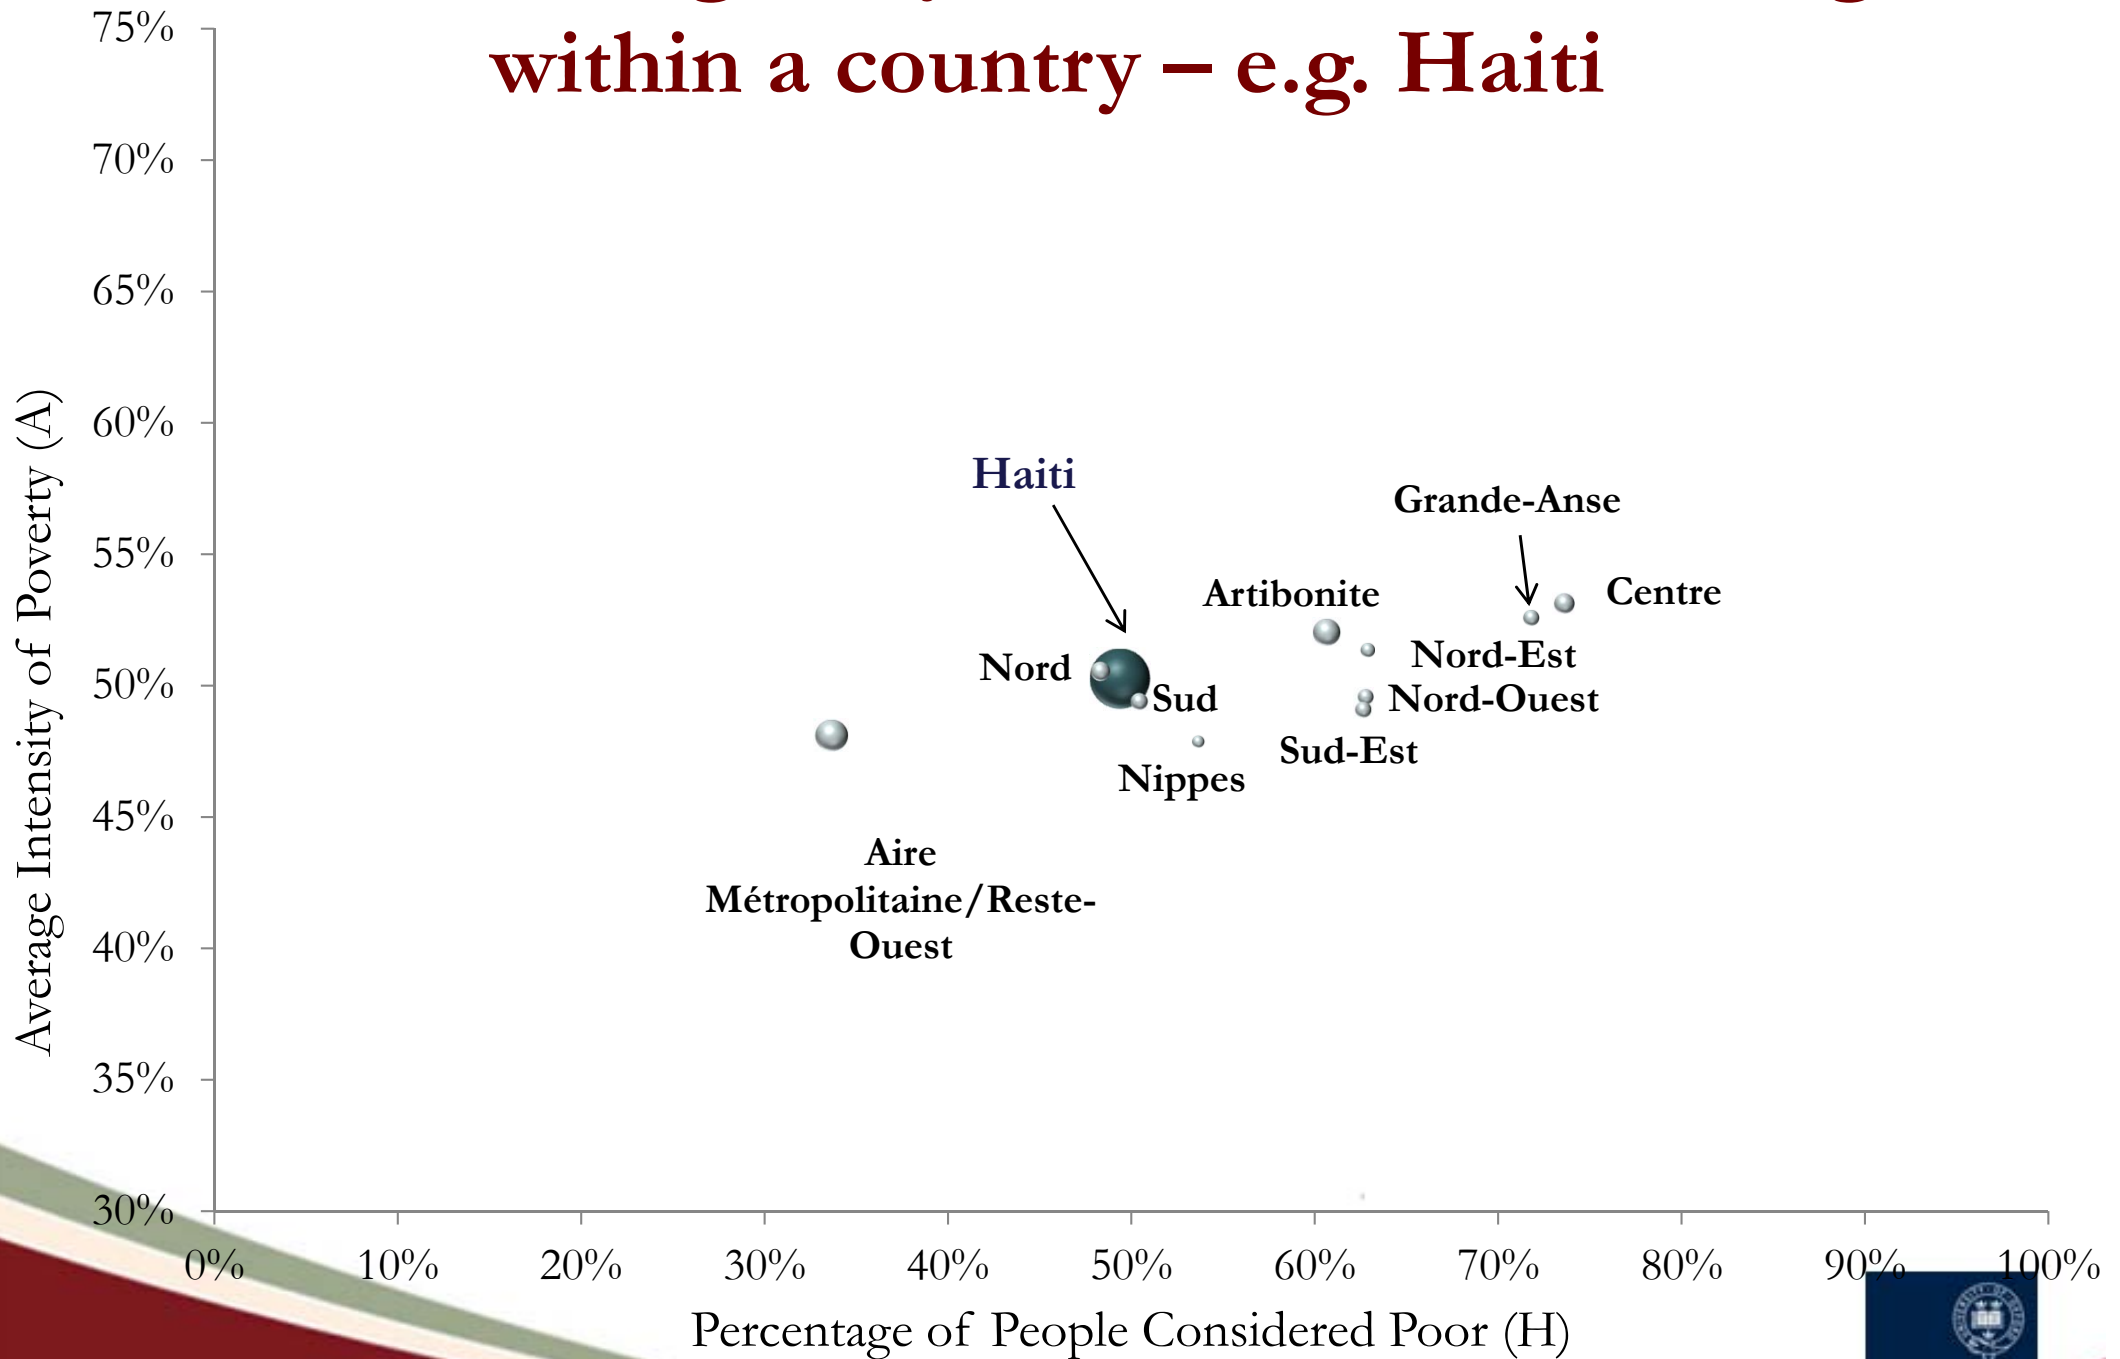 within a country – e.g. Haiti
75%
70%
65%
60%
55%
50%
45%
40%
35%
30%
Average Intensity of Poverty (A)
Haiti
Grande-Anse
Artibonite
Centre
Nord
Nord-Est
Sud
Nord-Ouest
Sud-Est
Nippes
Aire
Métropolitaine/Reste-
Ouest
0% 10% 20% 30% 40% 50% 60% 70% 80% 90% 100%
Percentage of People Considered Poor (H)